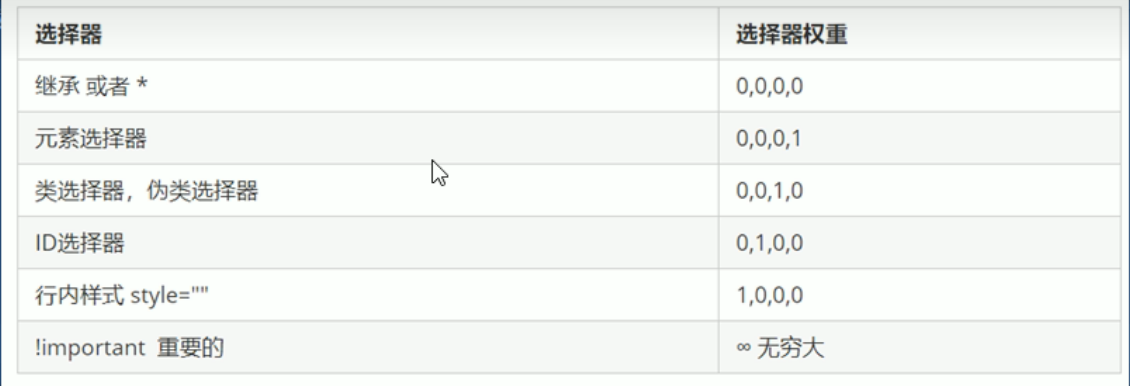 选择器 选择器权重
继承 或者 * 0,0,0,0
元素选择器 0,0,0,1
类选择器，伪类选择器 0,0,1,0
ID选择器 0,1,0,0
行内样式 style="" 1,0,0,0
!important 重要的 ∞ 无穷大